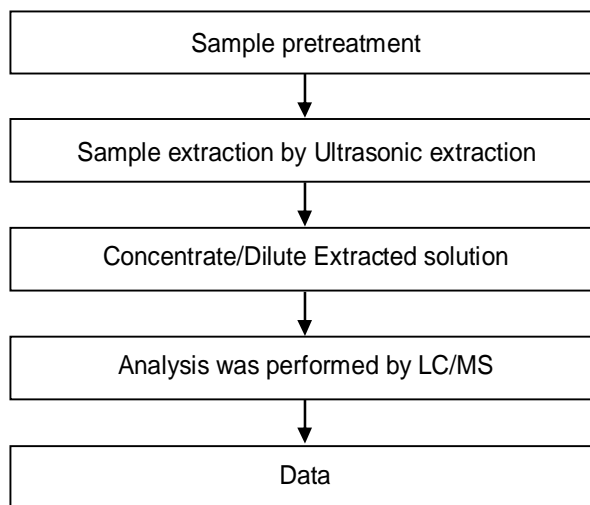 Sample pretreatment
Sample extraction by Ultrasonic extraction
Concentrate/Dilute Extracted solution
Analysis was performed by LC/MS
Data